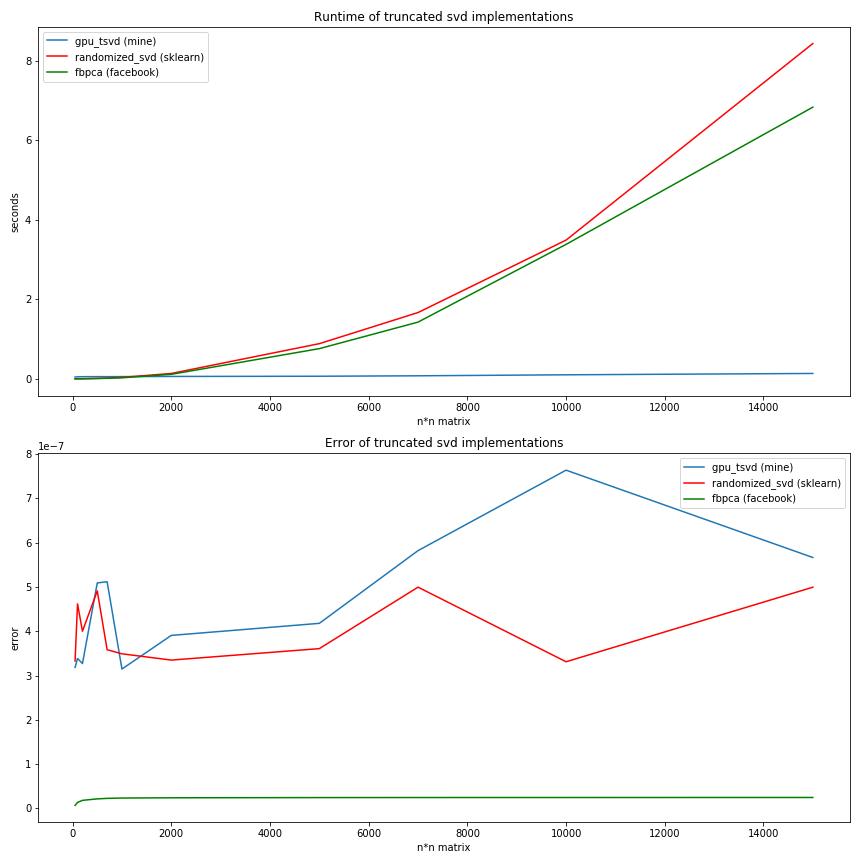 Runtime of truncated svd implementations
gpu_tsvd (mine)
randomized_svd (sklearn)
fbpca (facebook)
8
6
4
2
0
seconds
0 2000 4000 6000 8000 10000 12000 14000
n*n matrix
Error of truncated svd implementations
1e−7
gpu_tsvd (mine)
randomized_svd (sklearn)
fbpca (facebook)
8
7
6
5
4
3
2
1
0
error
0 2000 4000 6000 8000 10000 12000 14000
n*n matrix